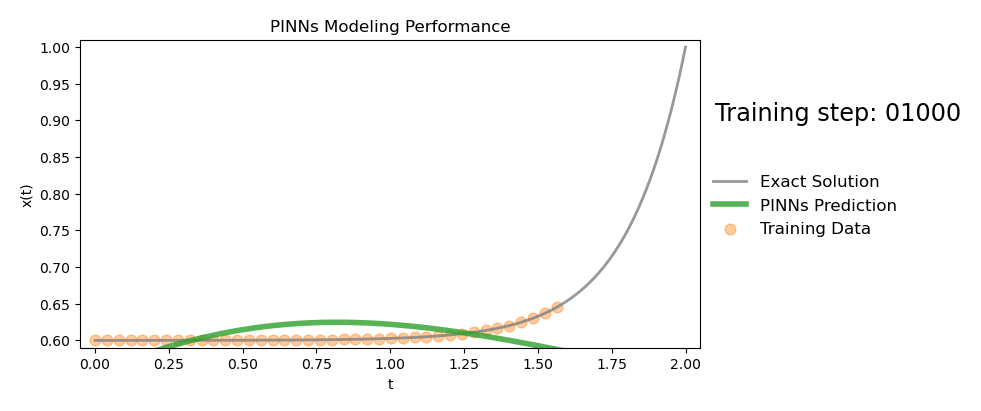 PINNs Modeling Performance
1.00
0.95
0.90
0.85
0.80
0.75
0.70
0.65
0.60
x(t)
0.00 0.25 0.50 0.75 1.00 1.25 1.50 1.75 2.00
t
Training step: 01000
Exact Solution
PINNs Prediction
Training Data